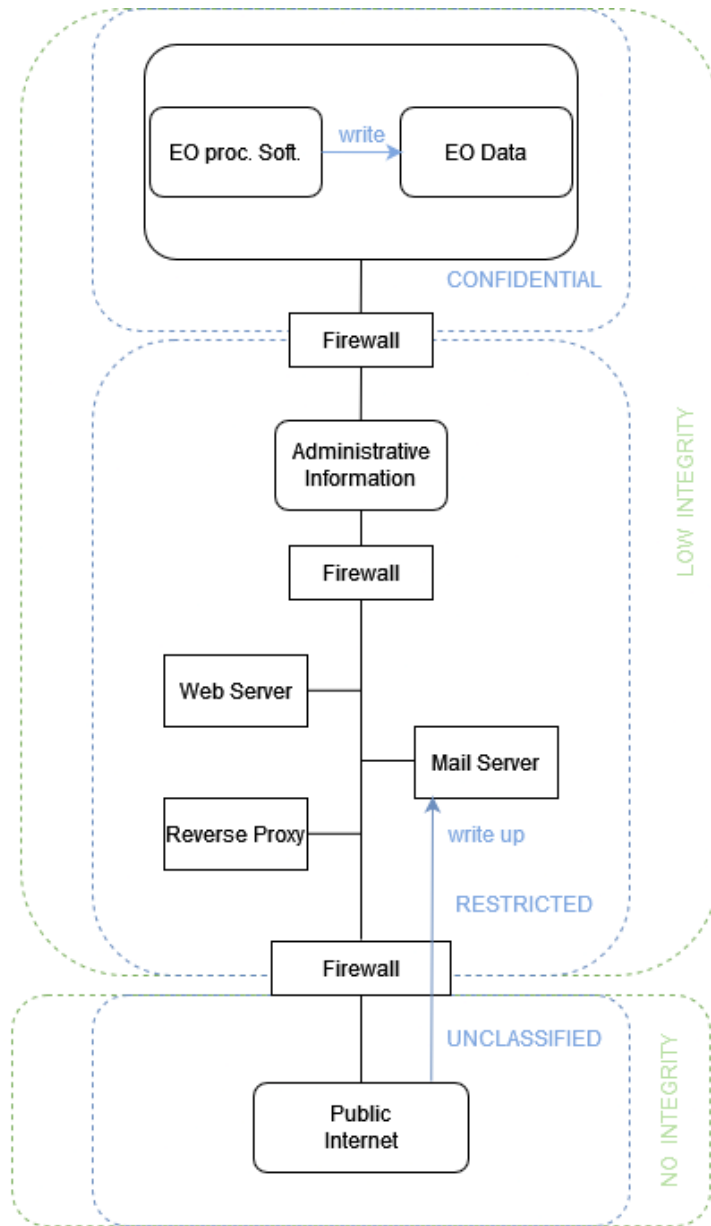 EO proc. Soft.
write
EO Data
CONFIDENTIAL
Firewall
Administrative
Information
LOW INTEGRITY
Firewall
Web Server
Mail Server
Reverse Proxy
write up
RESTRICTED
Firewall
UNCLASSIFIED
Public
Internet
NO INTEGRITY